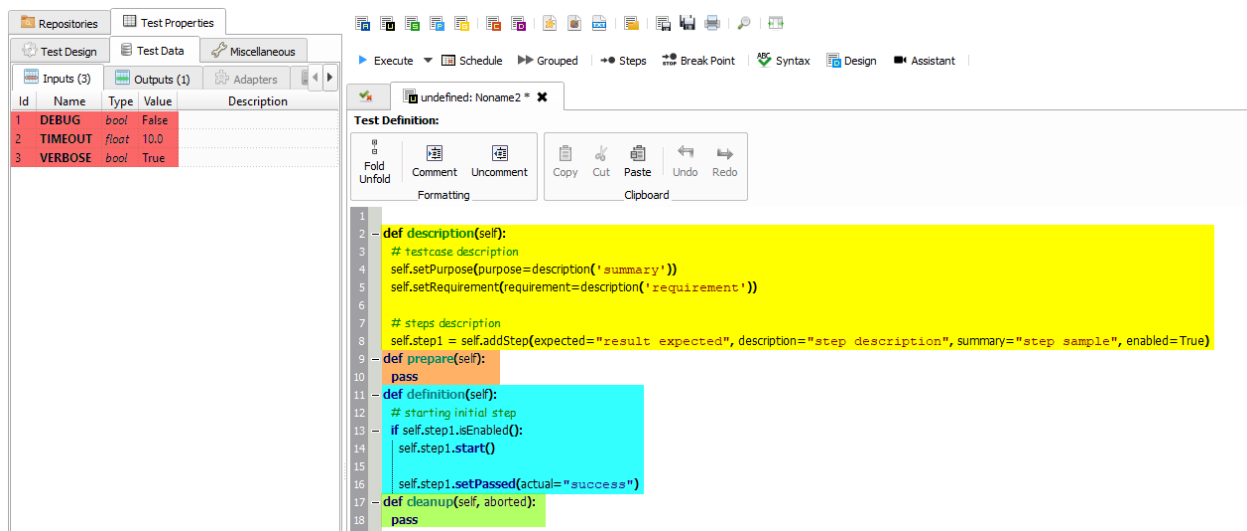 Repositories Test Properties
Test Design Test Data Miscellaneous
Inputs (3) Outputs (1) Adapters
Id Name Type Value Description
1 DEBUG bool False
2 TIMEOUT float 10.0
3 VERBOSE bool True
Execute Schedule Grouped Steps Break Point Syntax Design Assistant
undefined: Noname2 *
Test Definition:
Fold Unfold Comment Uncomment Copy Cut Paste Undo Redo
Formatting Clipboard
1
2 def description(self):
3 # testcase description
4 self.setPurpose(purpose=description('summary'))
5 self.setRequirement(requirement=description('requirement'))
6
7 # steps description
8 self.step1 = self.addStep(expected="result expected", description="step description", summary="step sample", enabled=True)
9 def prepare(self):
10 pass
11 def definition(self):
12 # starting initial step
13 if self.step1.isEnabled():
14 self.step1.start()
15
16 self.step1.setPassed(actual="success")
17 def cleanup(self, aborted):
18 pass